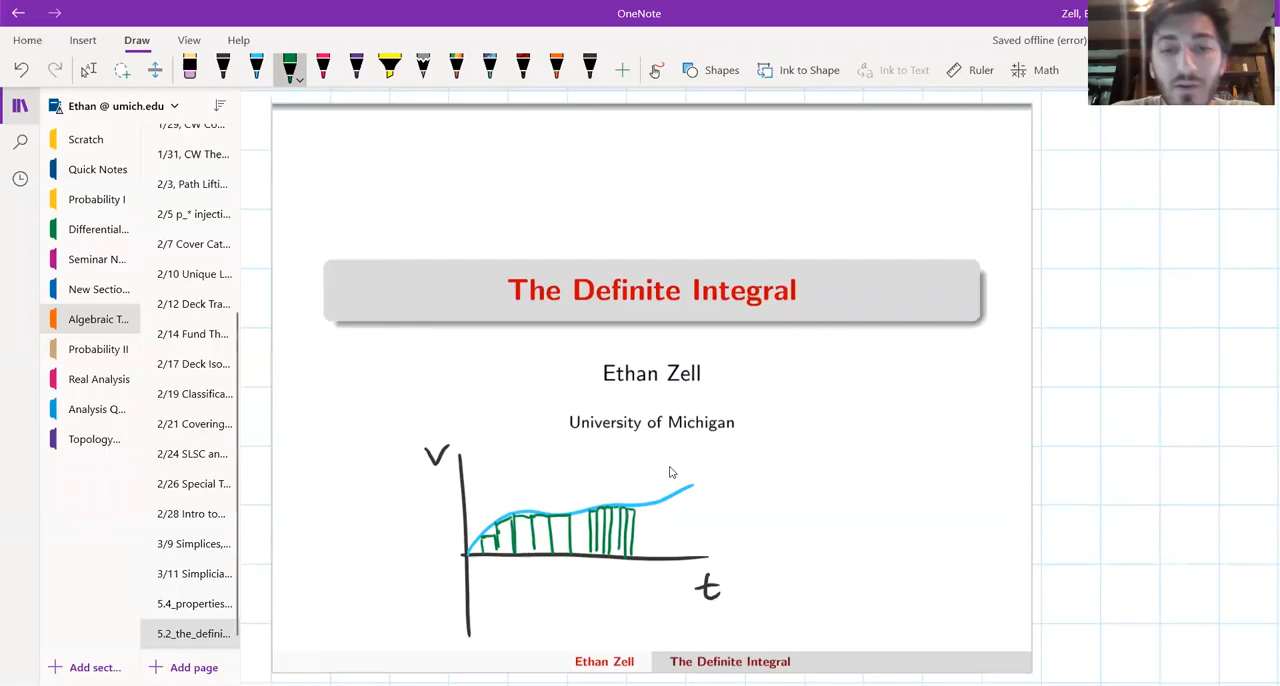 OneNote
Zell, E
Home
Insert
Draw
View
Help
Saved offline (error)
Shapes
Ink to Shape
Ink to Text
Ruler
Math
Ethan @ umich.edu
Scratch
Quick Notes
Probability I
Differential...
Seminar N...
New Sectio...
Algebraic T...
Probability II
Real Analysis
Analysis Q...
Topology...
Add sect...
1/29, CW Co...
1/31, CW The...
2/3, Path Lifti...
2/5 p_* injecti...
2/7 Cover Cat...
2/10 Unique L...
2/12 Deck Tra...
2/14 Fund Th...
2/17 Deck Iso...
2/19 Classifica...
2/21 Covering...
2/24 SLSC an...
2/26 Special T...
2/28 Intro to...
3/9 Simplices,...
3/11 Simplicia...
5.4_properties...
5.2_the_defini...
Add page
The Definite Integral
Ethan Zell
University of Michigan
V
t
Ethan Zell
The Definite Integral